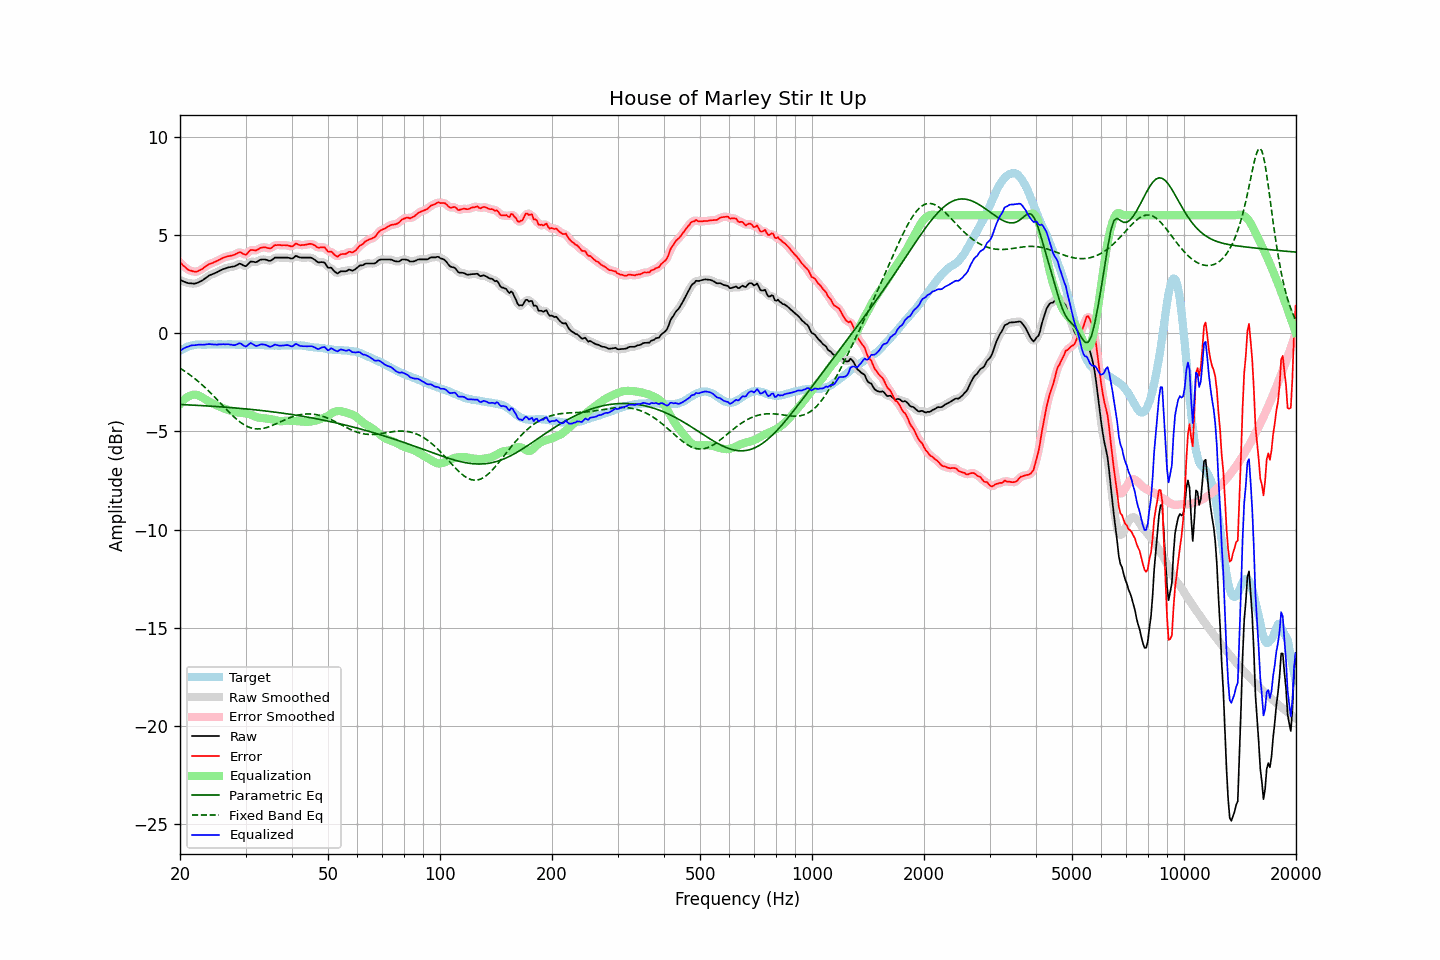 House of Marley Stir It Up
10
5
0
−5
−10
−15
−20
−25
Amplitude (dBr)
Target
Raw Smoothed
Error Smoothed
Raw
Error
Equalization
Parametric Eq
Fixed Band Eq
Equalized
20 50 100 200 500 1000 2000 5000 10000 20000
Frequency (Hz)